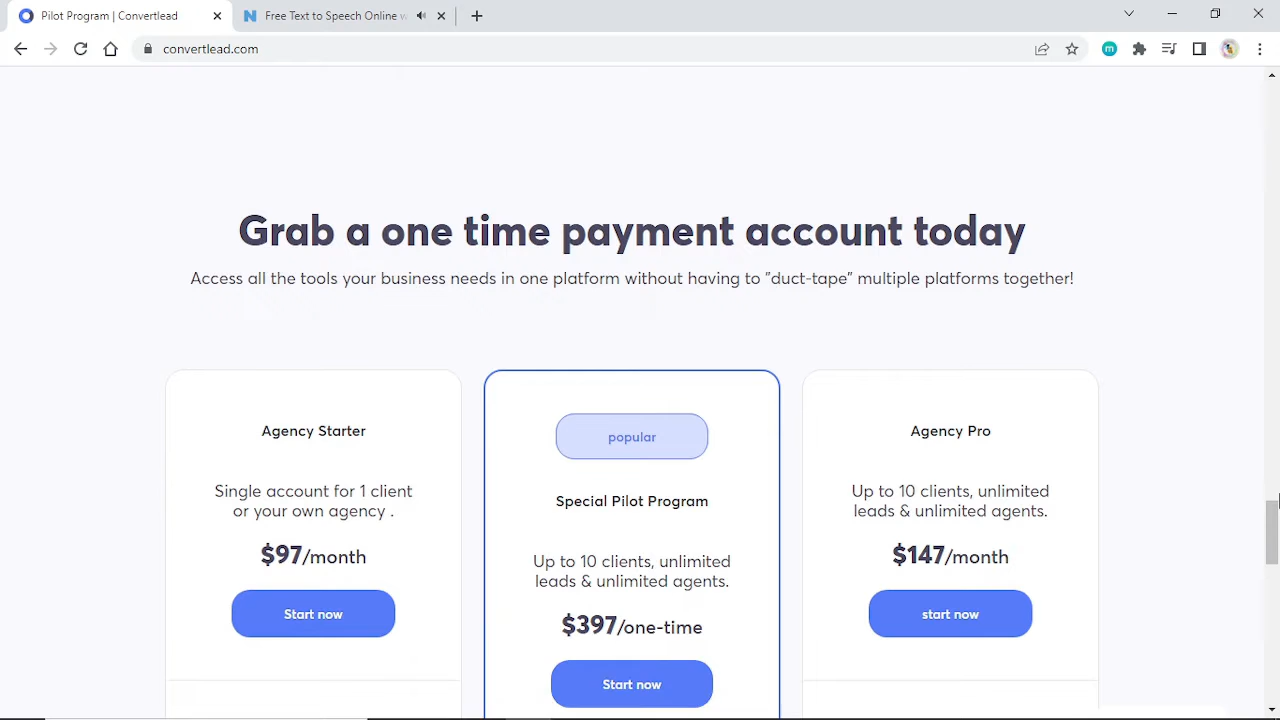 Pilot Program | Convertlead
Free Text to Speech Online
convertlead.com
m
Grab a one time payment account today
Access all the tools your business needs in one platform without having to "duct-tape" multiple platforms together!
Agency Starter
Single account for 1 client
or your own agency .
$97/month
Start now
popular
Special Pilot Program
Up to 10 clients, unlimited
leads & unlimited agents.
$397/one-time
Start now
Agency Pro
Up to 10 clients, unlimited
leads & unlimited agents.
$147/month
start now